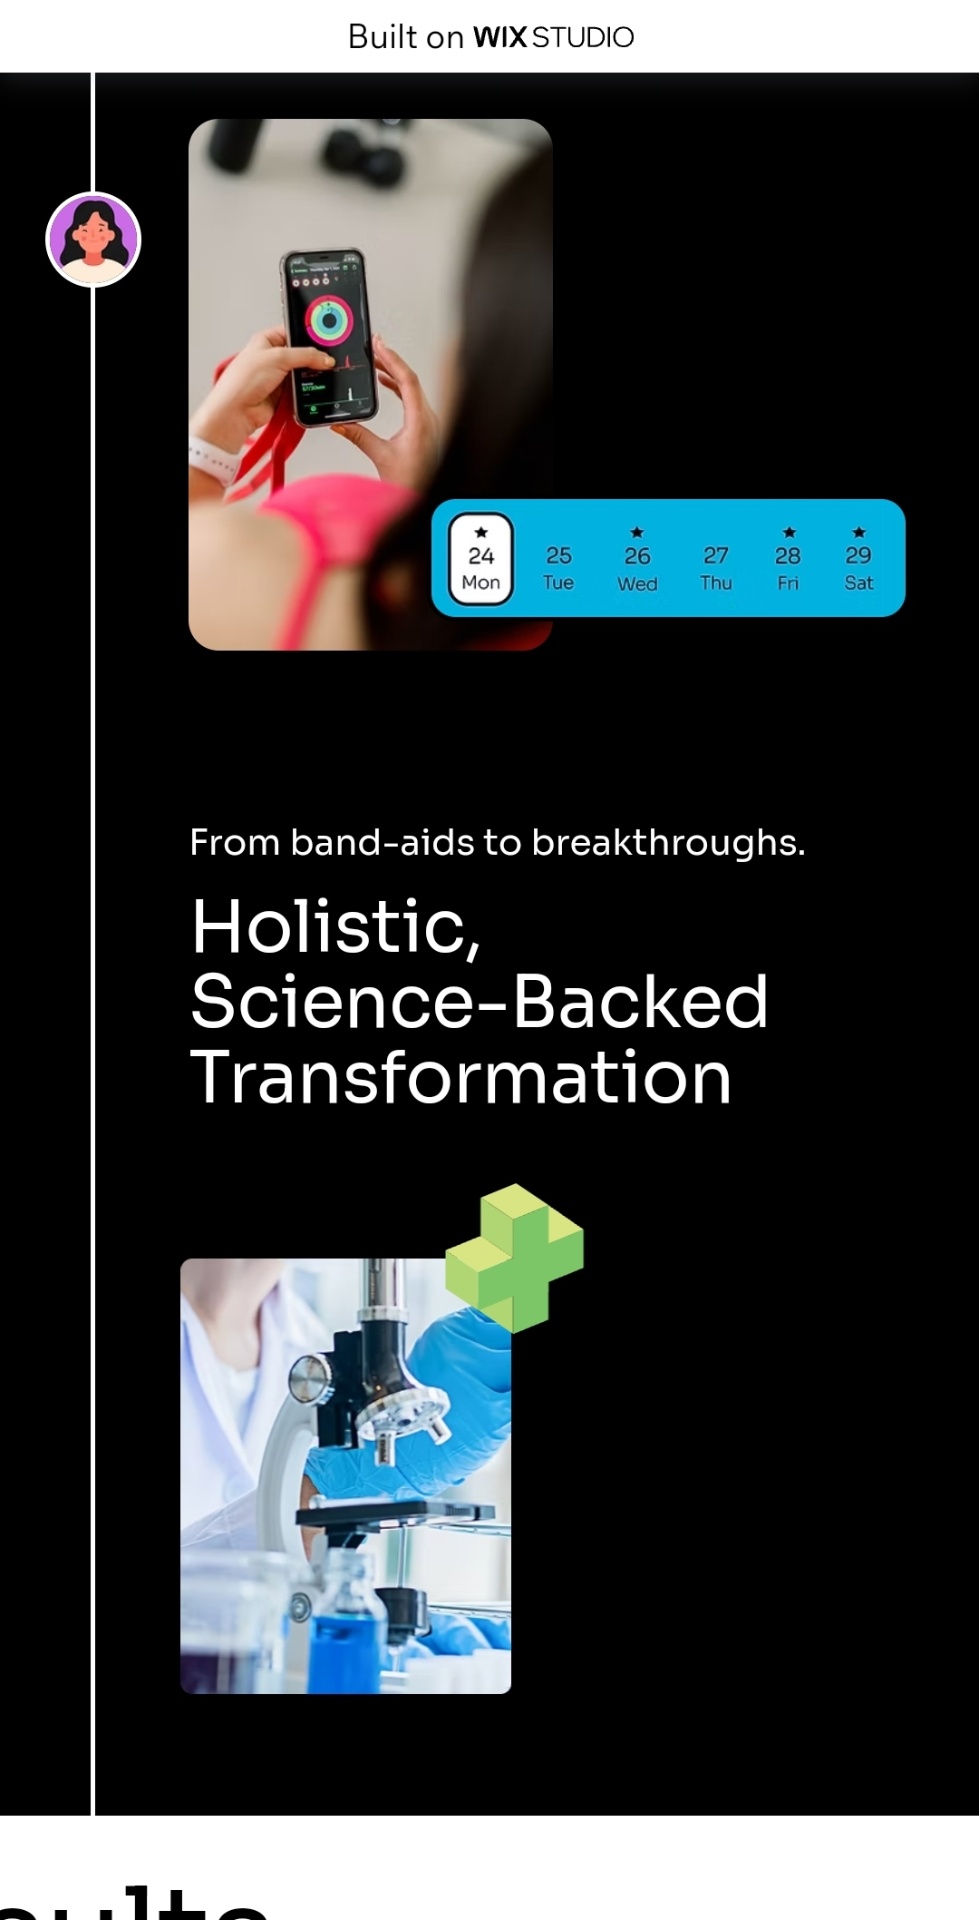 Built on WIX STUDIO
24 25 26 27 28 29
Mon Tue Wed Thu Fri Sat
From band-aids to breakthroughs.
Holistic,
Science-Backed
Transformation